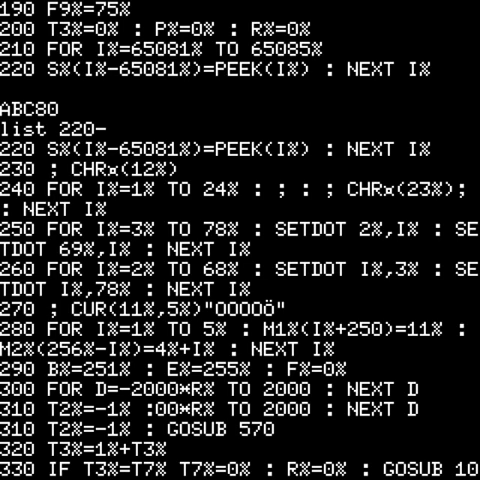 190 F9%=75%
200 T3%=0% : P%=0% : R%=0%
210 FOR I%=65081% TO 65085%
220 S%(I%-65081%)=PEEK(I%) : NEXT I%
ABC80
list 220-
220 S%(I%-65081%)=PEEK(I%) : NEXT I%
230 ; CHR¤(12%)
240 FOR I%=1% TO 24% : ; : ; CHR¤(23%);
: NEXT I%
250 FOR I%=3% TO 78% : SETDOT 2%,I% : SE
TDOT 69%,I% : NEXT I%
260 FOR I%=2% TO 68% : SETDOT I%,3% : SE
TDOT I%,78% : NEXT I%
270 ; CUR(11%,5%)"OOOOö"
280 FOR I%=1% TO 5% : M1%(I%+250)=11% :
M2%(256%-I%)=4%+I% : NEXT I%
290 B%=251% : E%=255% : F%=0%
300 FOR D=-2000*R% TO 2000 : NEXT D
310 T2%=-1% :00*R% TO 2000 : NEXT D
310 T2%=-1% : GOSUB 570
320 T3%=1%+T3%
330 IF T3%=T7% T7%=0% : R%=0% : GOSUB 10